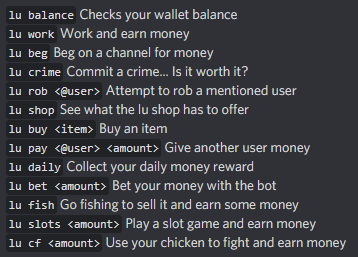 lu balance Checks your wallet balance
lu work Work and earn money
lu beg Beg on a channel for money
lu crime Commit a crime... Is it worth it?
lu rob <@user> Attempt to rob a mentioned user
lu shop See what the lu shop has to offer
lu buy <item> Buy an item
lu pay <@user> <amount> Give another user money
lu daily Collect your daily money reward
lu bet <amount> Bet your money with the bot
lu fish Go fishing to sell it and earn some money
lu slots <amount> Play a slot game and earn money
lu cf <amount> Use your chicken to fight and earn money